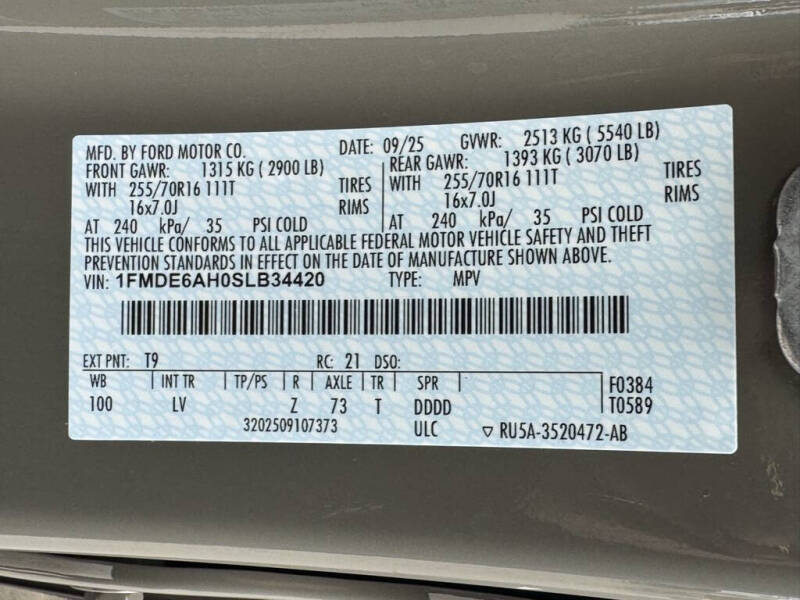 MFD. BY FORD MOTOR CO. DATE: 09/25 GVWR: 2513 KG ( 5540 LB)
FRONT GAWR: 1315 KG ( 2900 LB) REAR GAWR: 1393 KG ( 3070 LB)
WITH 255/70R16 111T TIRES WITH 255/70R16 111T TIRES
16x7.0J RIMS 16x7.0J RIMS
AT 240 kPa/ 35 PSI COLD AT 240 kPa/ 35 PSI COLD
THIS VEHICLE CONFORMS TO ALL APPLICABLE FEDERAL MOTOR VEHICLE SAFETY AND THEFT
PREVENTION STANDARDS IN EFFECT ON THE DATE OF MANUFACTURE SHOWN ABOVE.
VIN: 1FMDE6AH0SLB34420 TYPE: MPV
EXT PNT: T9 RC: 21 DSO:
WB INT TR TP/PS R AXLE TR SPR F0384
100 LV Z 73 T DDDD T0589
3202509107373 ULC ▽ RU5A-3520472-AB